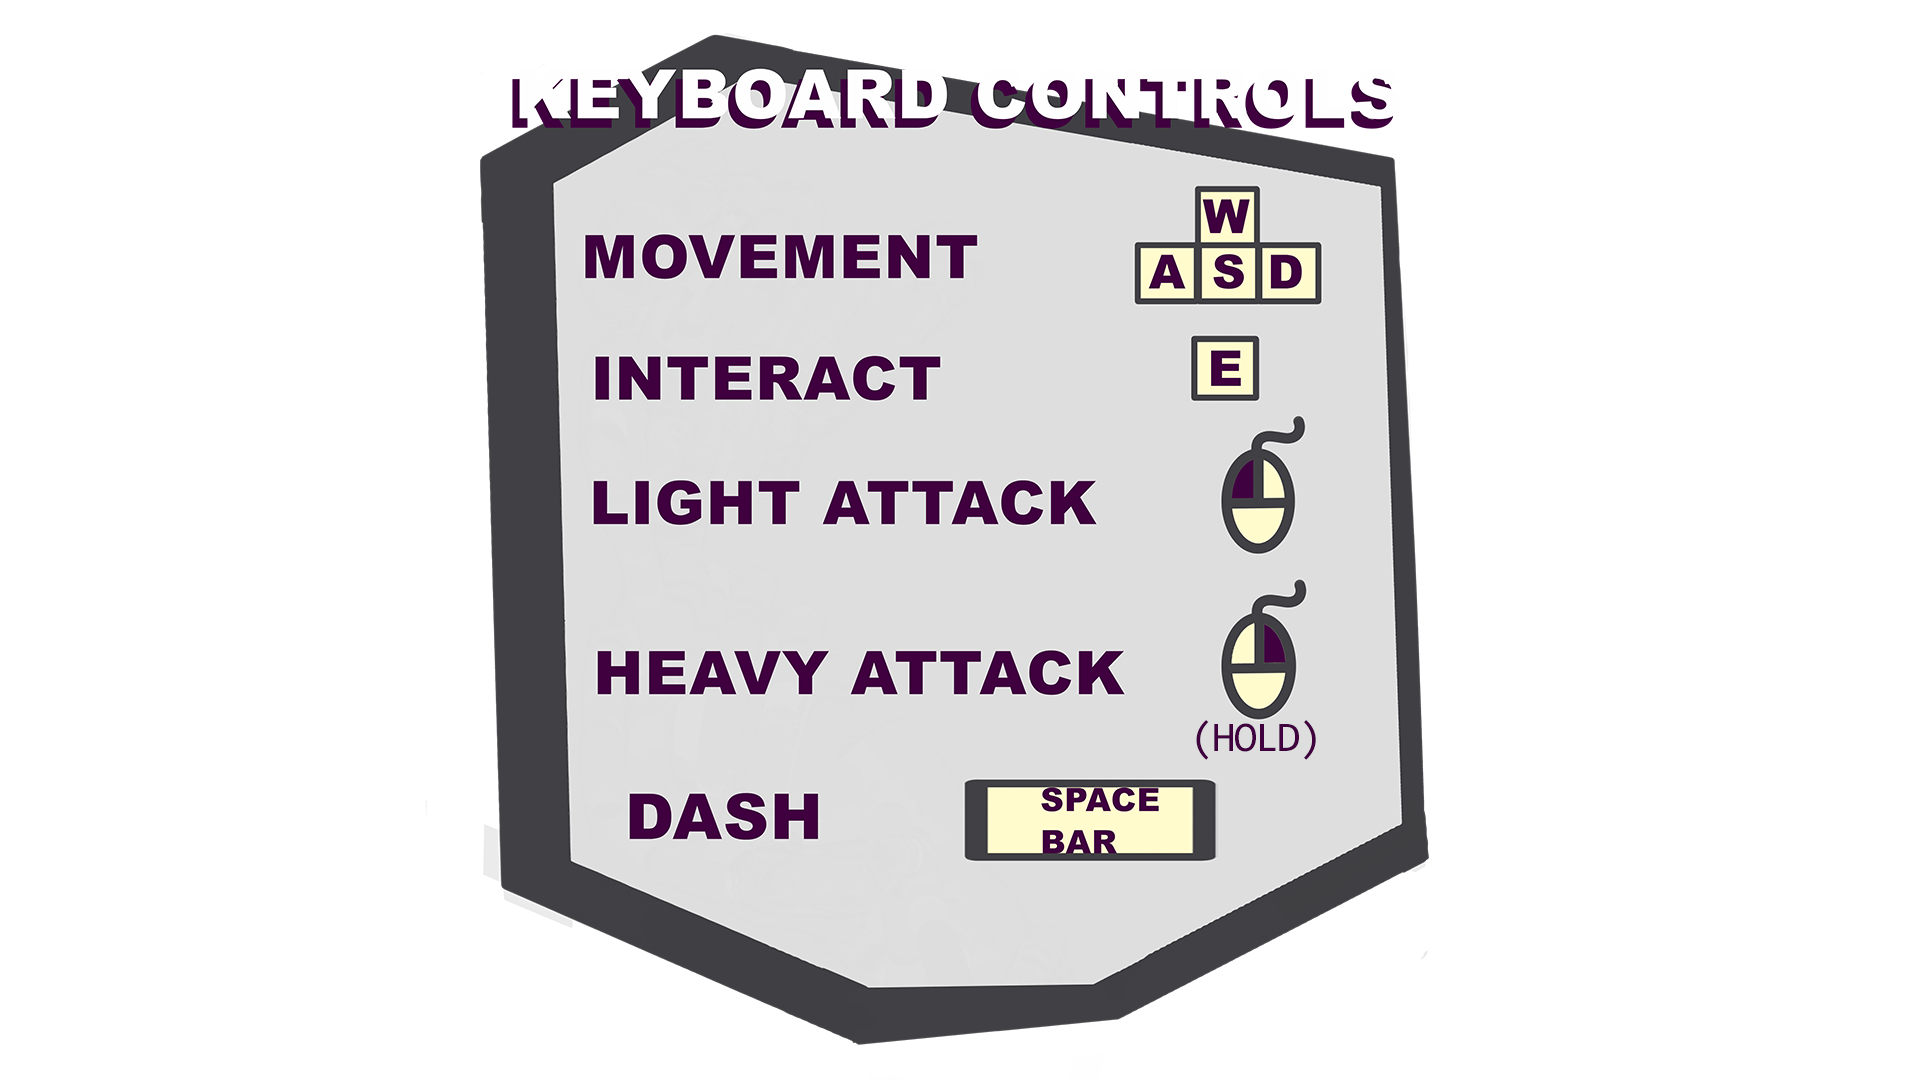 KEYBOARD CONTROLS
MOVEMENT
W
A S D
INTERACT
E
LIGHT ATTACK
HEAVY ATTACK
(HOLD)
DASH
SPACE
BAR